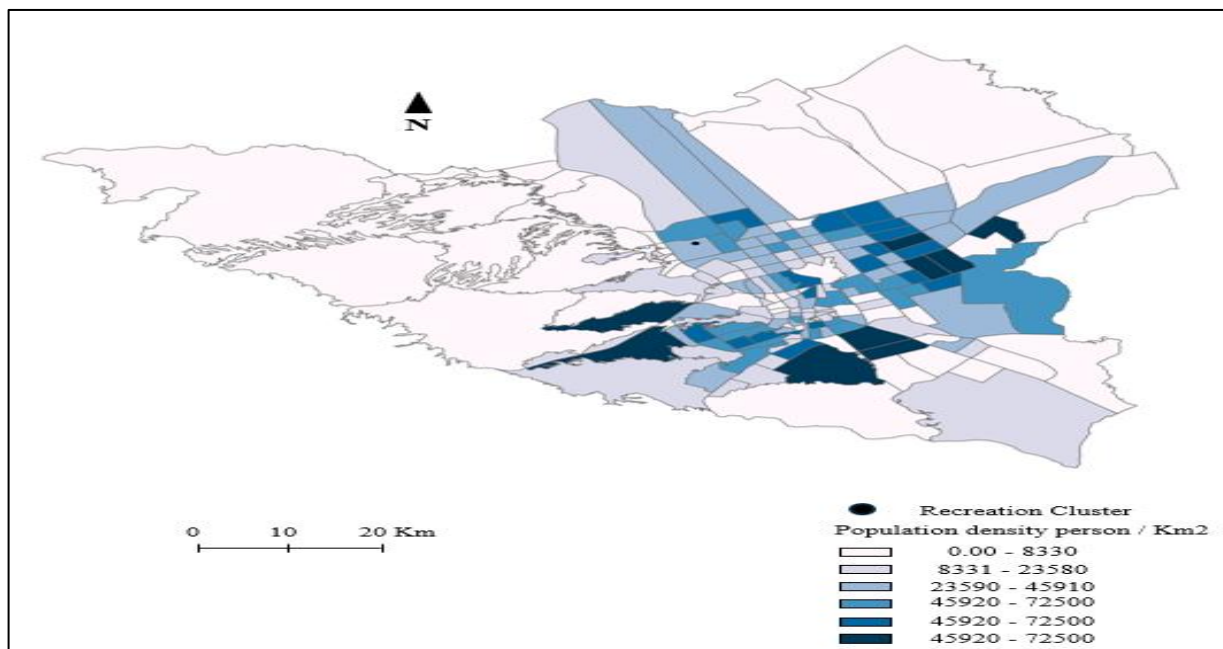 N
0 10 20 Km
Recreation Cluster
Population density person / Km2
0.00 - 8330
8331 - 23580
23590 - 45910
45920 - 72500
45920 - 72500
45920 - 72500